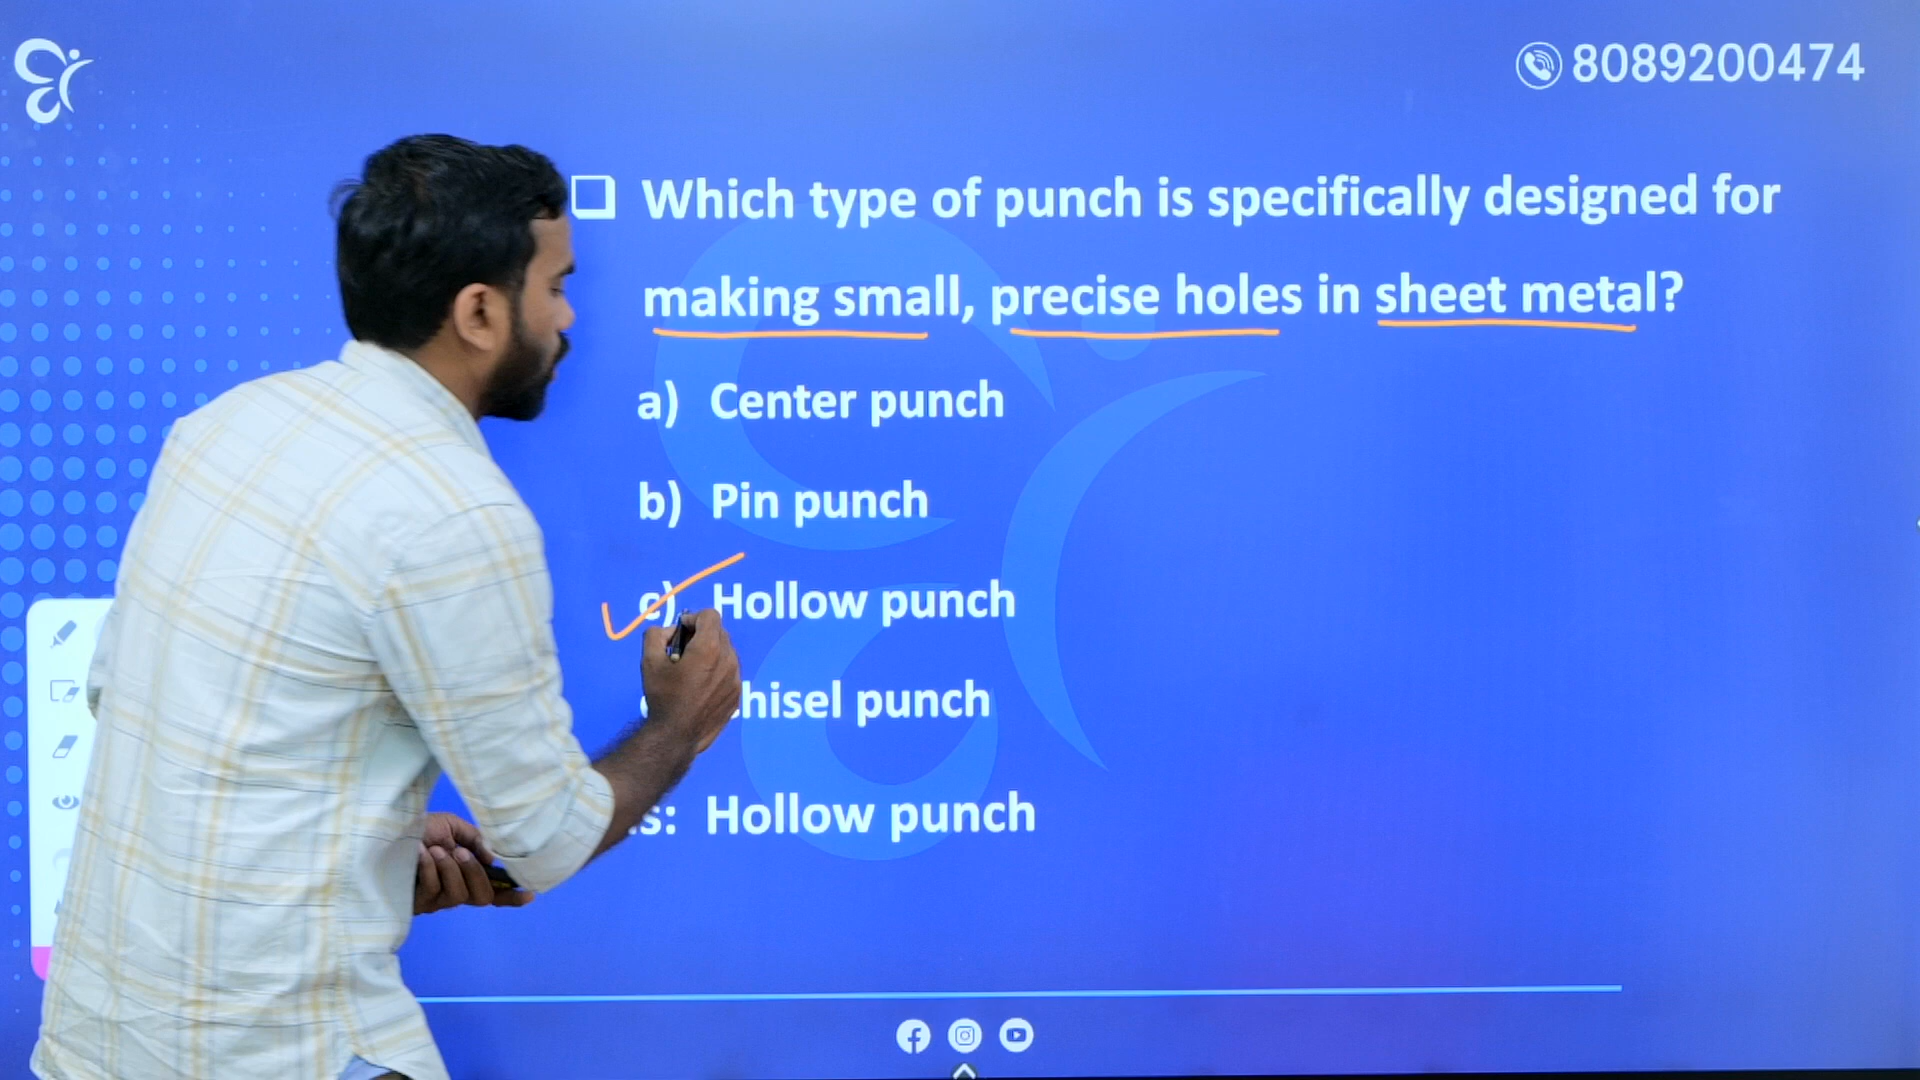 8089200474
Which type of punch is specifically designed for
making small, precise holes in sheet metal?
a) Center punch
b) Pin punch
c) Hollow punch
punch
Hollow punch